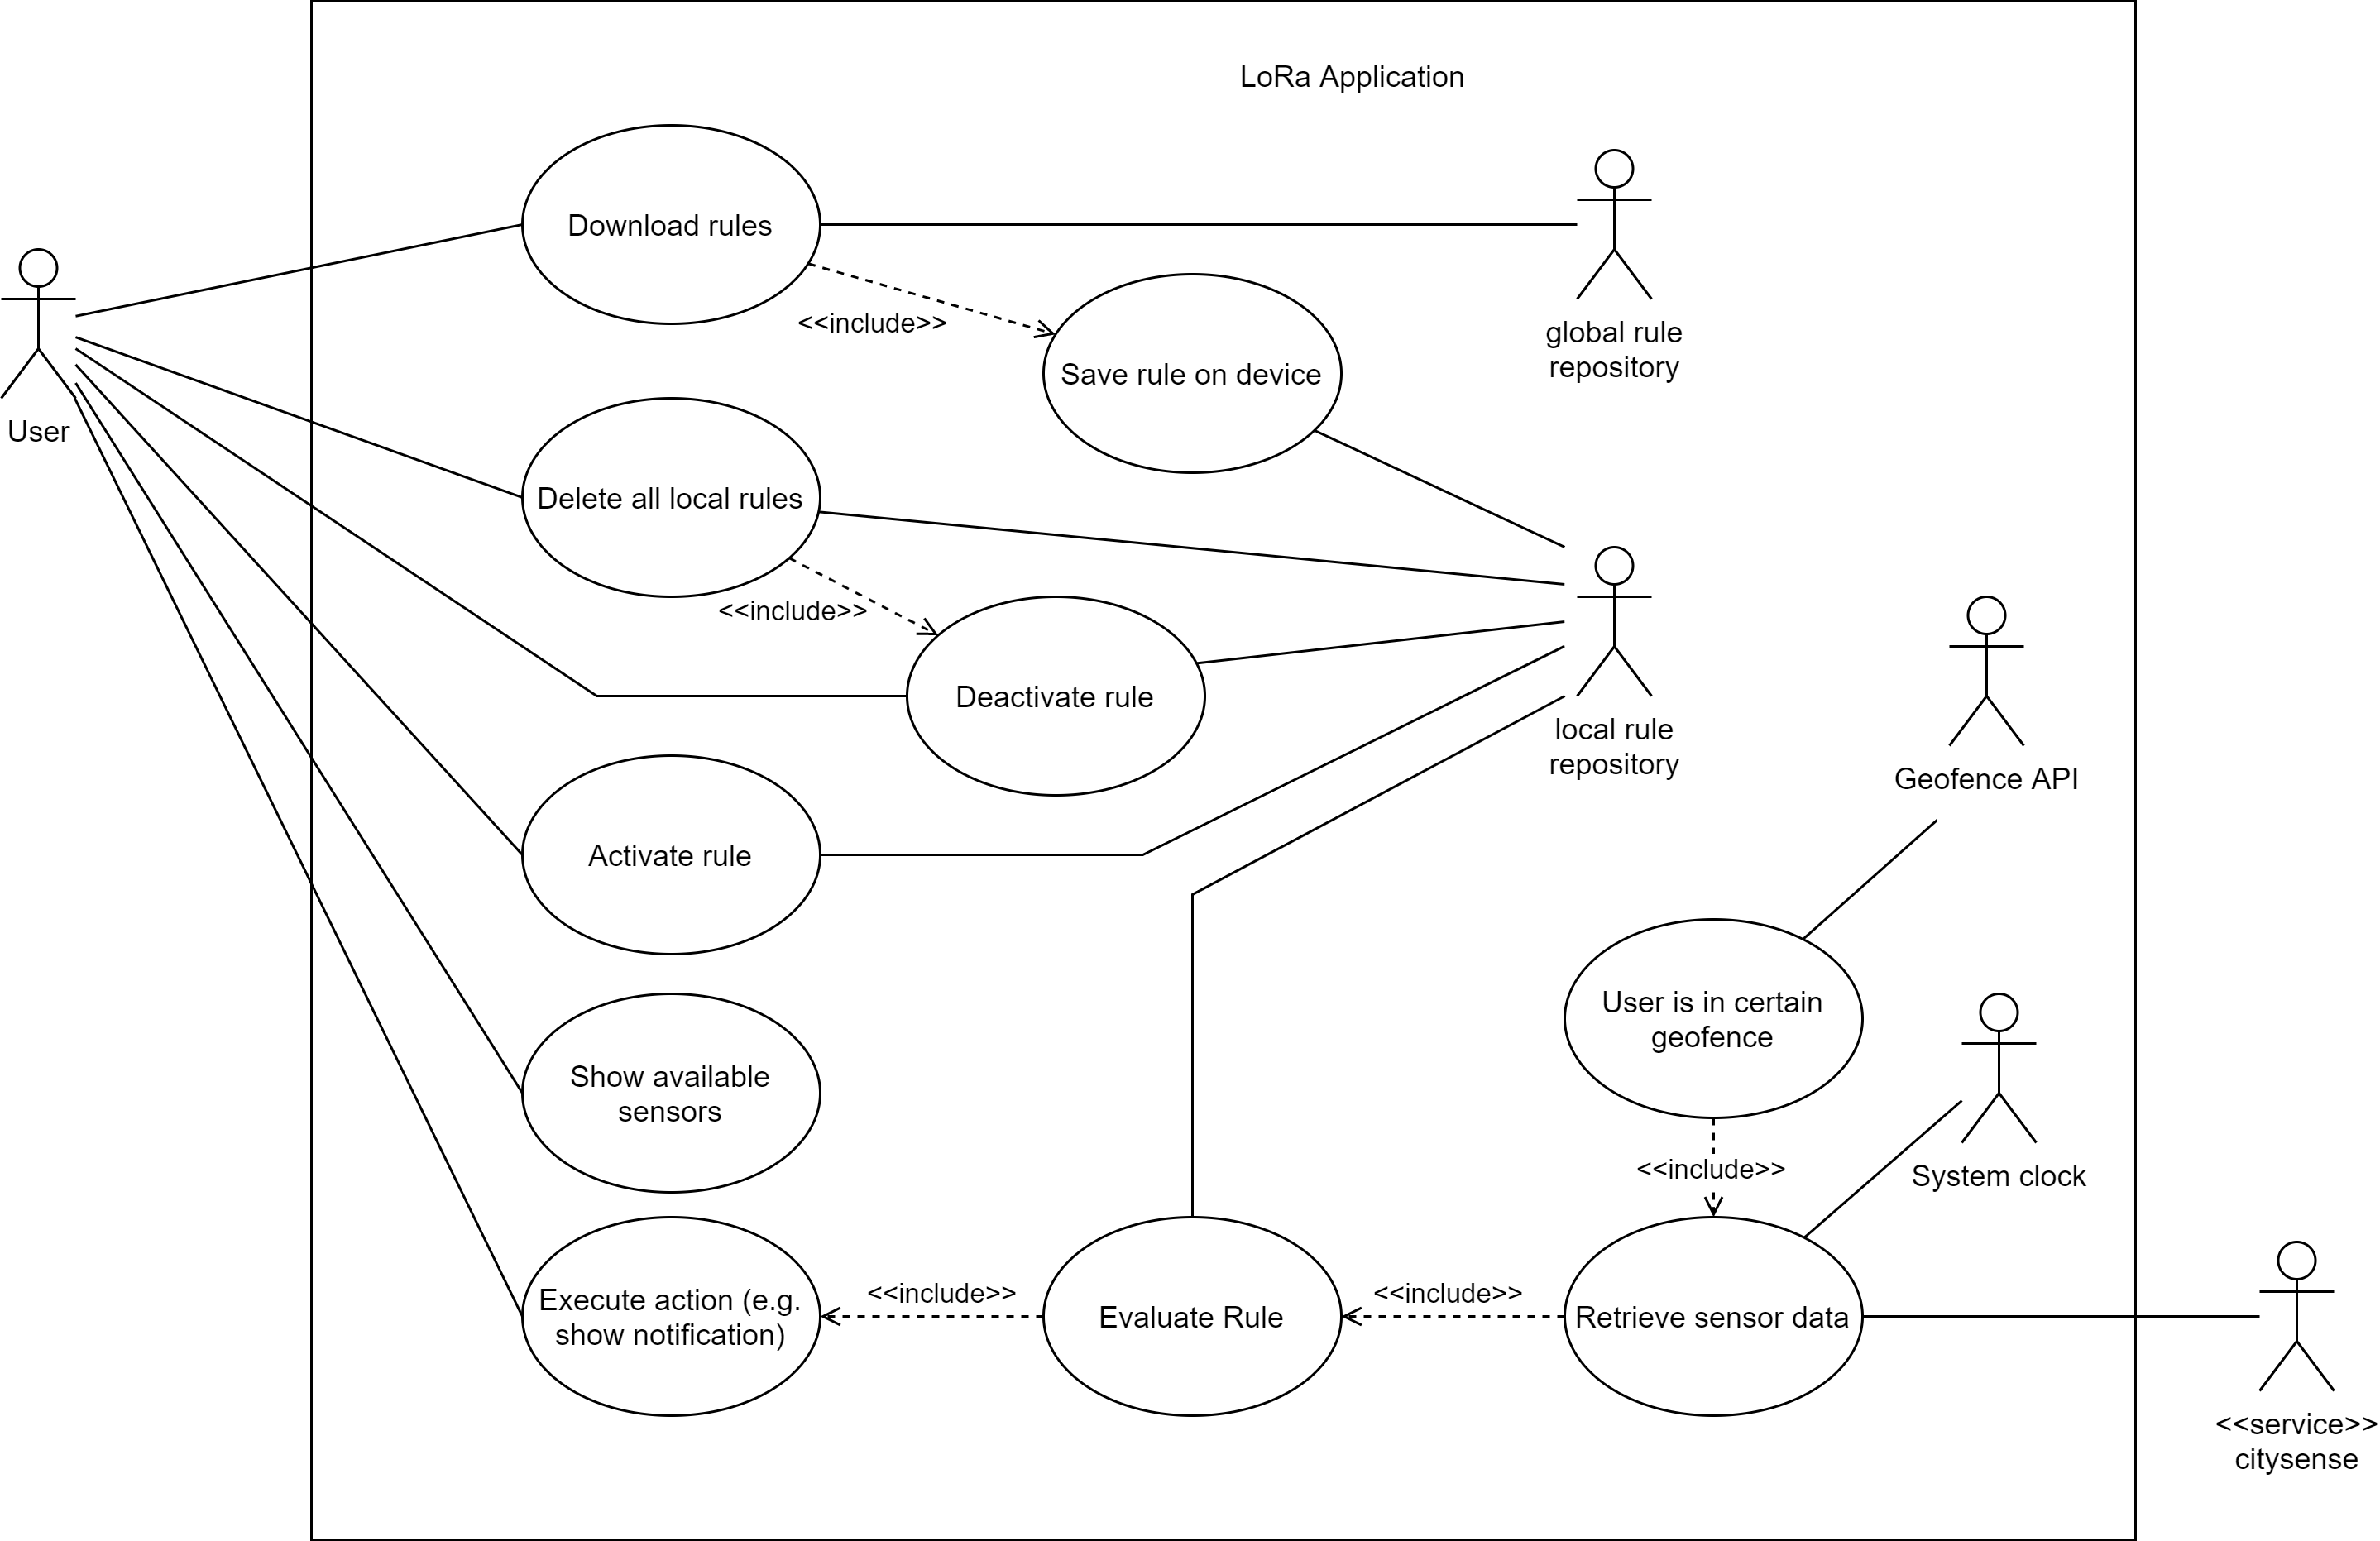 LoRa Application
Download rules
global rule
repository
<<include>>
Save rule on device
User
Delete all local rules
<<include>>
Deactivate rule
local rule
repository
Geofence API
Activate rule
User is in certain
geofence
Show available
sensors
<<include>>
System clock
Execute action (e.g.
show notification)
<<include>>
Evaluate Rule
<<include>>
Retrieve sensor data
<<service>>
citysense